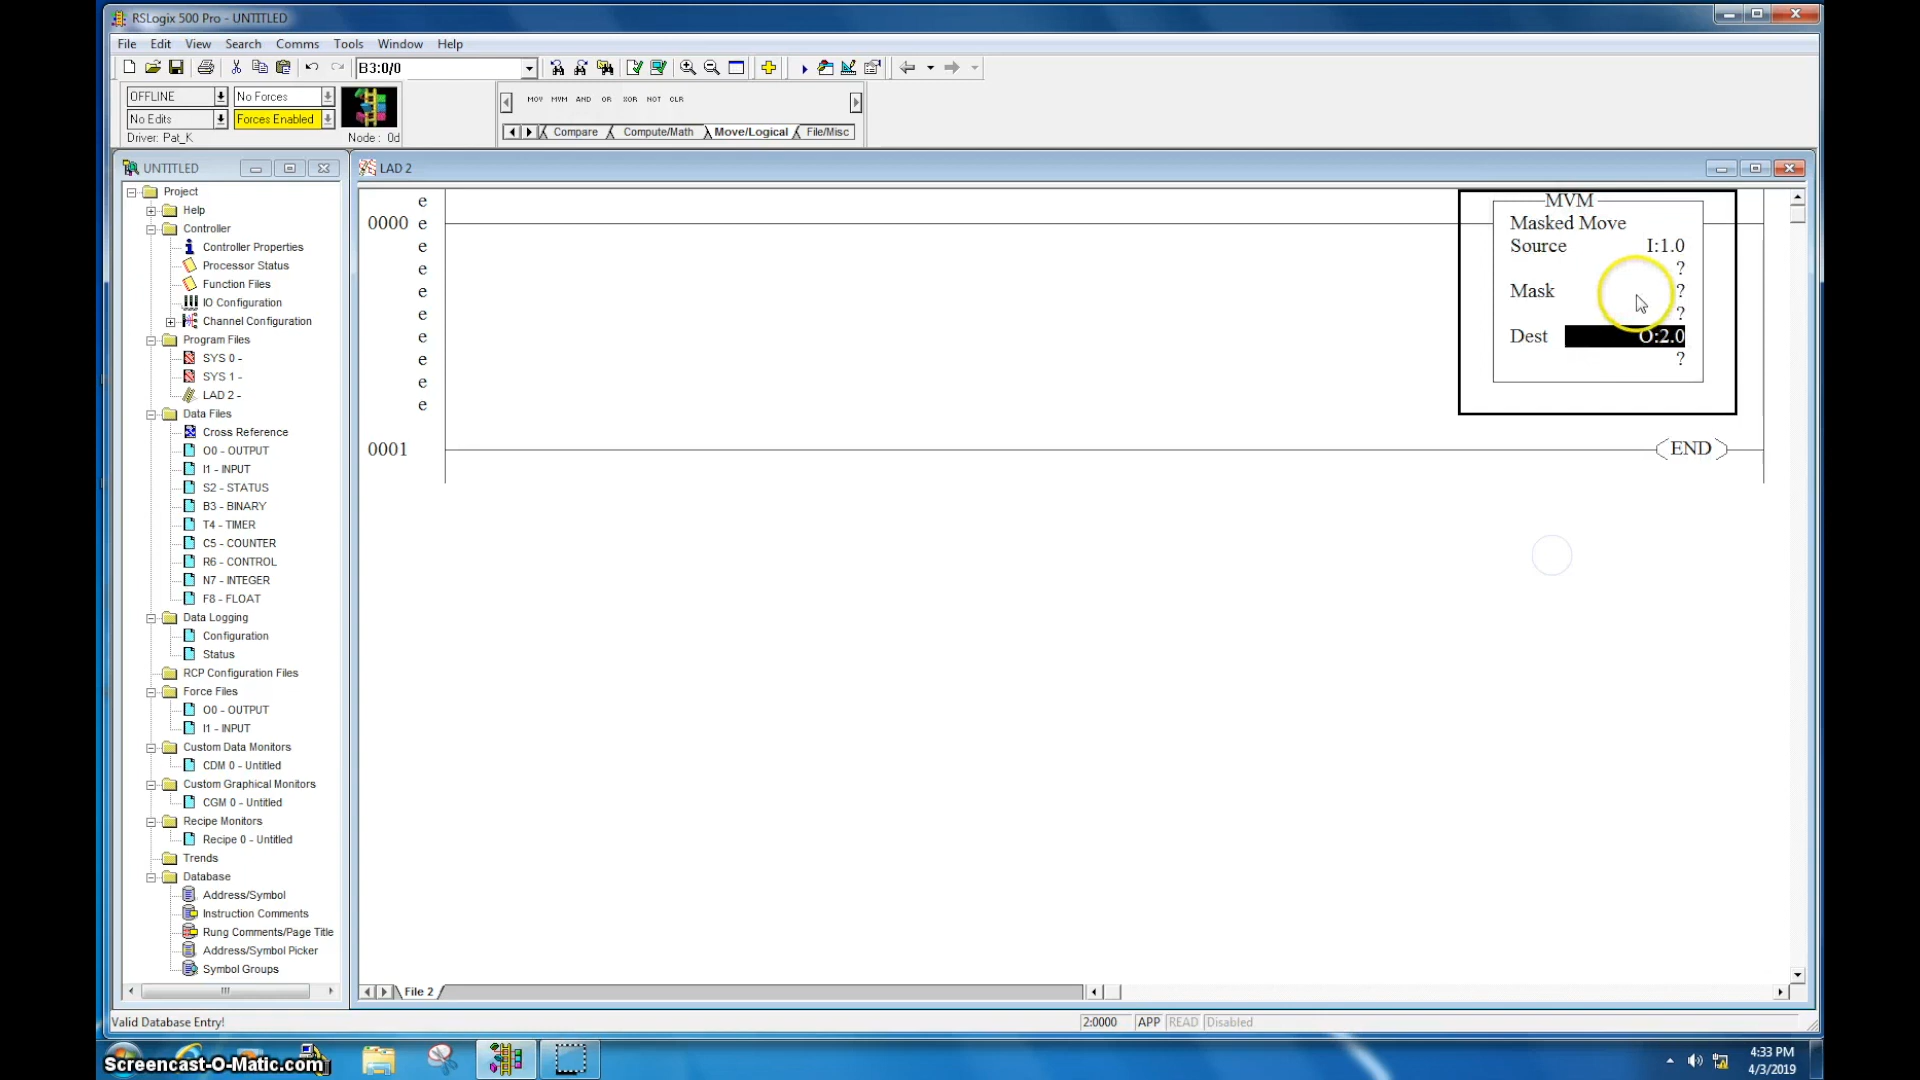 RSLogix 500 Pro - UNTITLED
File Edit View Search Comms Tools Window Help
B3:0/0
OFFLINE No Forces
No Edits Forces Enabled
Driver: Pat_K Node : 0d
MOV MVM AND OR XOR NOT CLR
Compare Compute/Math Move/Logical File/Misc
UNTITLED
Project
Help
Controller
Controller Properties
Processor Status
Function Files
IO Configuration
Channel Configuration
Program Files
SYS 0 -
SYS 1 -
LAD 2 -
Data Files
Cross Reference
O0 - OUTPUT
I1 - INPUT
S2 - STATUS
B3 - BINARY
T4 - TIMER
C5 - COUNTER
R6 - CONTROL
N7 - INTEGER
F8 - FLOAT
Data Logging
Configuration
Status
RCP Configuration Files
Force Files
O0 - OUTPUT
I1 - INPUT
Custom Data Monitors
CDM 0 - Untitled
Custom Graphical Monitors
CGM 0 - Untitled
Recipe Monitors
Recipe 0 - Untitled
Trends
Database
Address/Symbol
Instruction Comments
Rung Comments/Page Title
Address/Symbol Picker
Symbol Groups
LAD 2
e
0000 e
e
e
e
e
e
e
e
e
MVM
Masked Move
Source I:1.0
?
Mask ?
?
Dest O:2.0
?
0001 END
File 2
Valid Database Entry!
2:0000 APP READ Disabled
Screencast-O-Matic.com
4:33 PM
4/3/2019